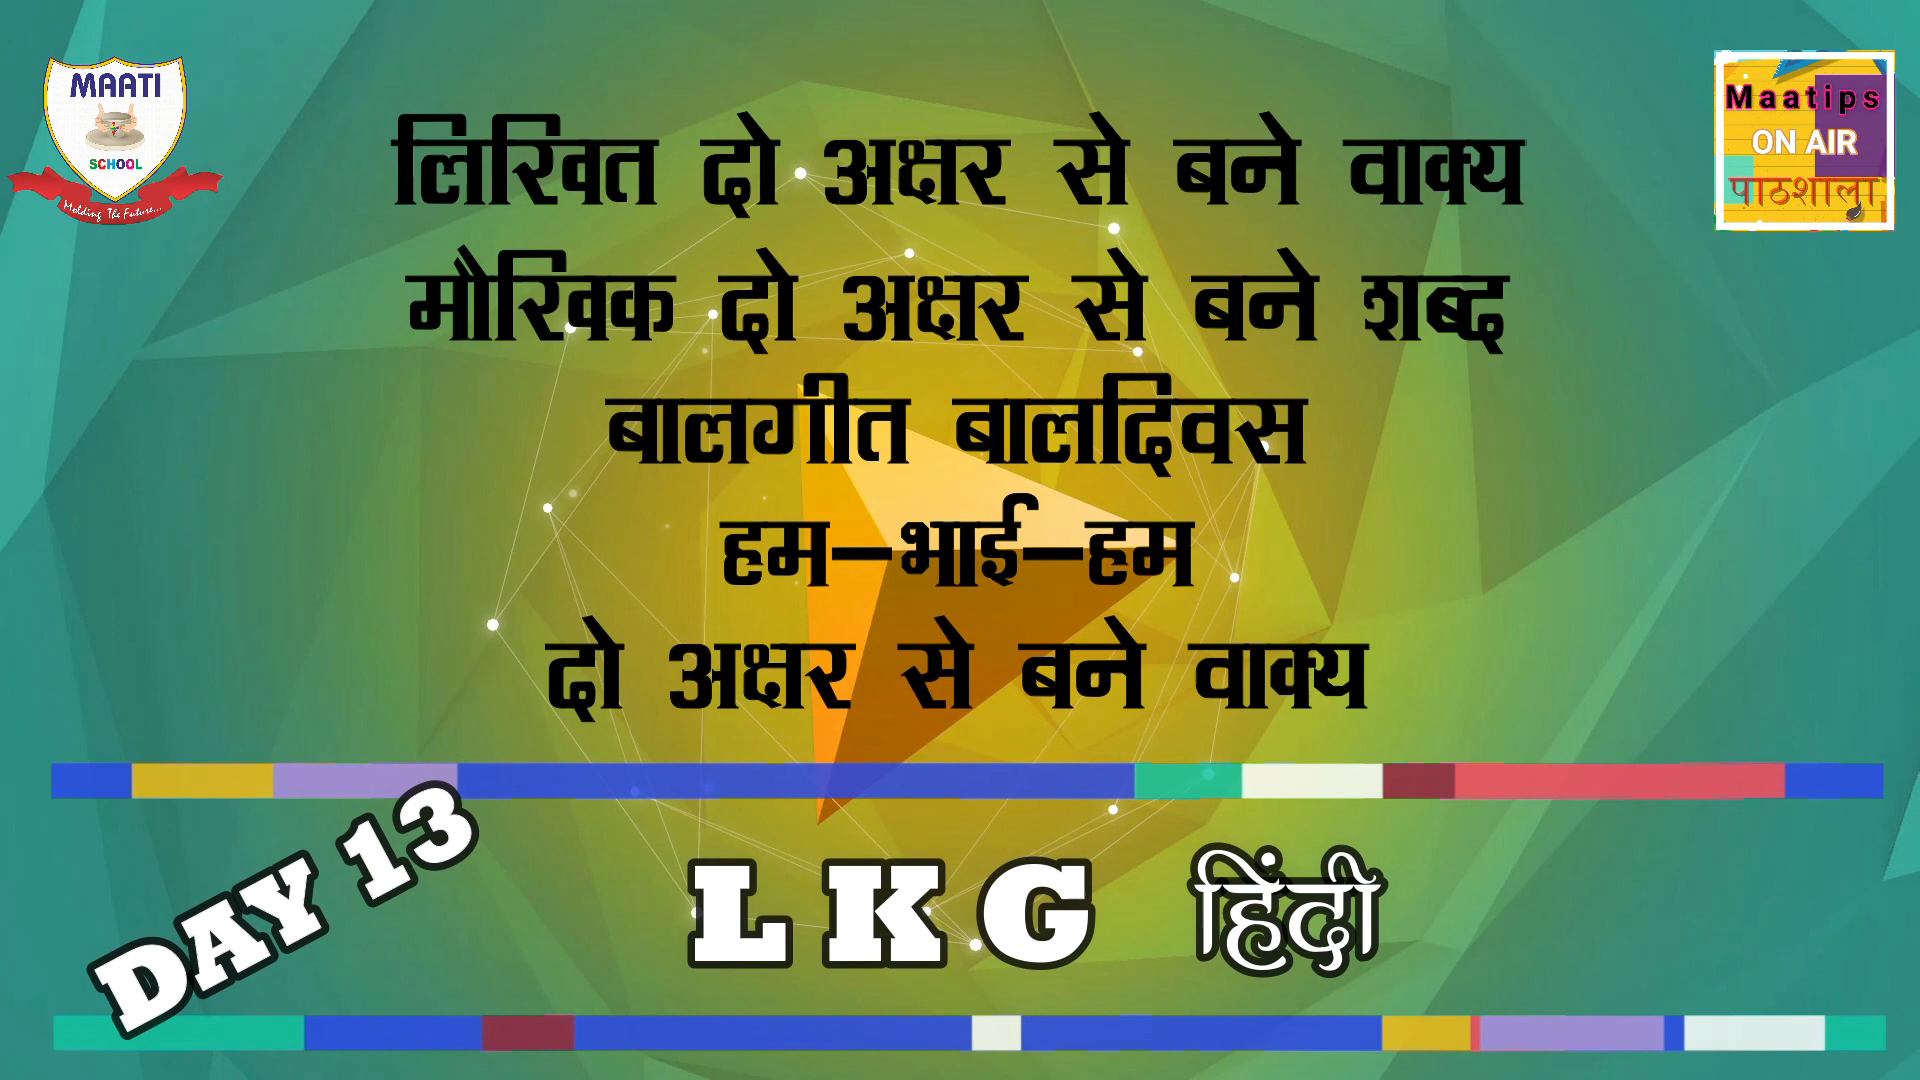 MAATI
SCHOOL
Molding The Future...
Maatips
ON AIR
पाठशाला
लिखित दो अक्षर से बने वाक्य
मौखिक दो अक्षर से बने शब्द
बालगीत बालदिवस
हम-भाई-हम
दो अक्षर से बने वाक्य
DAY 13
LKG हिंदी